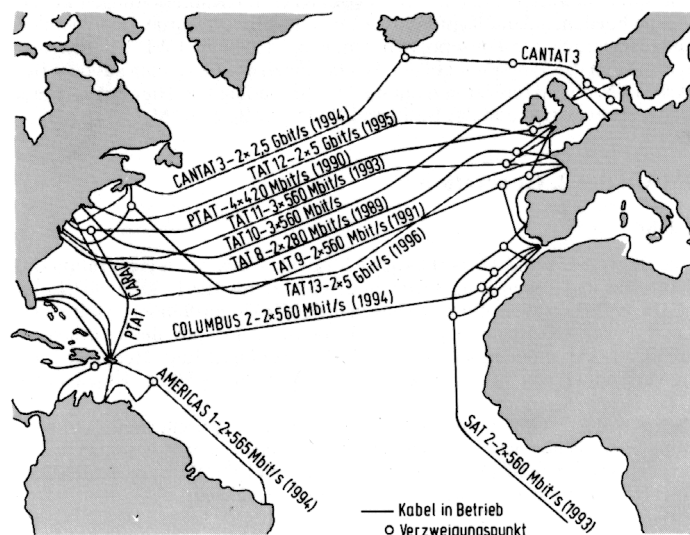 CANTAT 3
CANTAT 3 – 2× 2,5 Gbit/s (1994)
TAT 12 – 2×5 Gbit/s (1995)
PTAT – 4×420 Mbit/s (1990)
TAT 11 – 3×560 Mbit/s (1993)
TAT 10 – 3×560 Mbit/s
TAT 8 – 2×280 Mbit/s (1989)
TAT 9 – 2×560 Mbit/s (1991)
TAT 13 – 2×5 Gbit/s (1996)
CARAC
PTAT
COLUMBUS 2 – 2×560 Mbit/s (1994)
AMERICAS 1 – 2×565 Mbit/s (1994)
SAT 2 – 2×560 Mbit/s (1993)
Kabel in Betrieb
Verzweigungspunkt